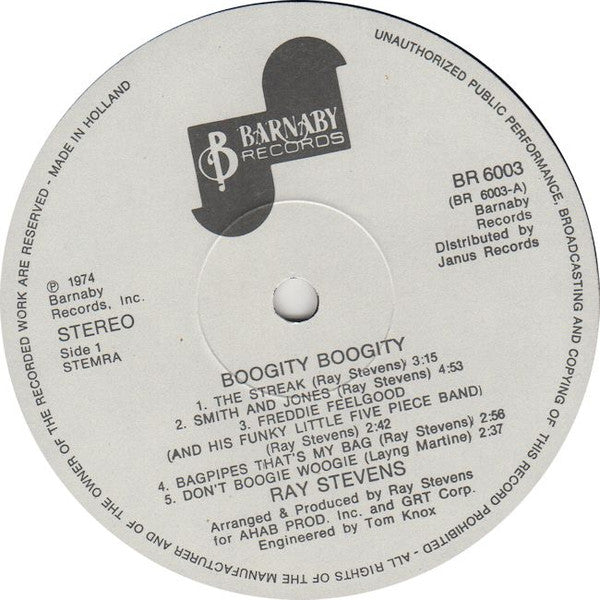 BARNABY
RECORDS
BR 6003
(BR 6003-A)
Barnaby
Records
Distributed by
Janus Records
℗ 1974
Barnaby
Records, Inc.
STEREO
Side 1
STEMRA
BOOGITY BOOGITY
1. THE STREAK (Ray Stevens) 3:15
2. SMITH AND JONES (Ray Stevens) 4:53
3. FREDDIE FEELGOOD
(AND HIS FUNKY LITTLE FIVE PIECE BAND)
(Ray Stevens) 2:42
4. BAGPIPES THAT'S MY BAG (Ray Stevens) 2:56
5. DON'T BOOGIE WOOGIE (Layng Martine) 2:37
RAY STEVENS
Arranged & Produced by Ray Stevens
for AHAB PROD. Inc. and GRT Corp.
Engineered by Tom Knox
UNAUTHORIZED PUBLIC PERFORMANCE, BROADCASTING AND COPYING OF THIS RECORD PROHIBITED - ALL RIGHTS OF THE MANUFACTURER AND OF THE OWNER OF THE RECORDED WORK ARE RESERVED - MADE IN HOLLAND